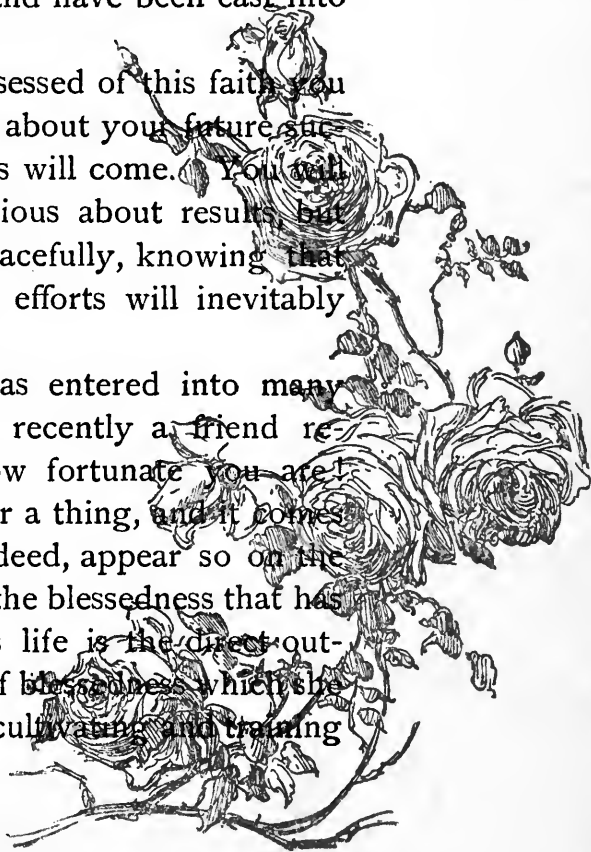 and have been cast into
sessed of this faith you
about your future suc-
s will come. You will
ious about results, but
acefully, knowing that
efforts will inevitably
as entered into many
recently a friend re-
ow fortunate you are!
r a thing, and it comes
deed, appear so on the
the blessedness that has
s life is the direct out-
f blessedness which she
cultivating and training